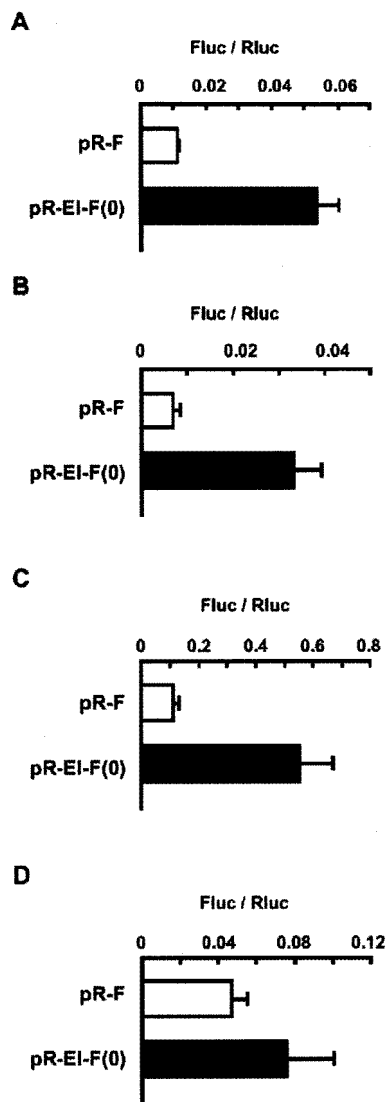 A
Fluc / Rluc
0 0.02 0.04 0.06
pR-F
pR-EI-F(0)
B
Fluc / Rluc
0 0.02 0.04
pR-F
pR-EI-F(0)
C
Fluc / Rluc
0 0.2 0.4 0.6 0.8
pR-F
pR-EI-F(0)
D
Fluc / Rluc
0 0.04 0.08 0.12
pR-F
pR-EI-F(0)